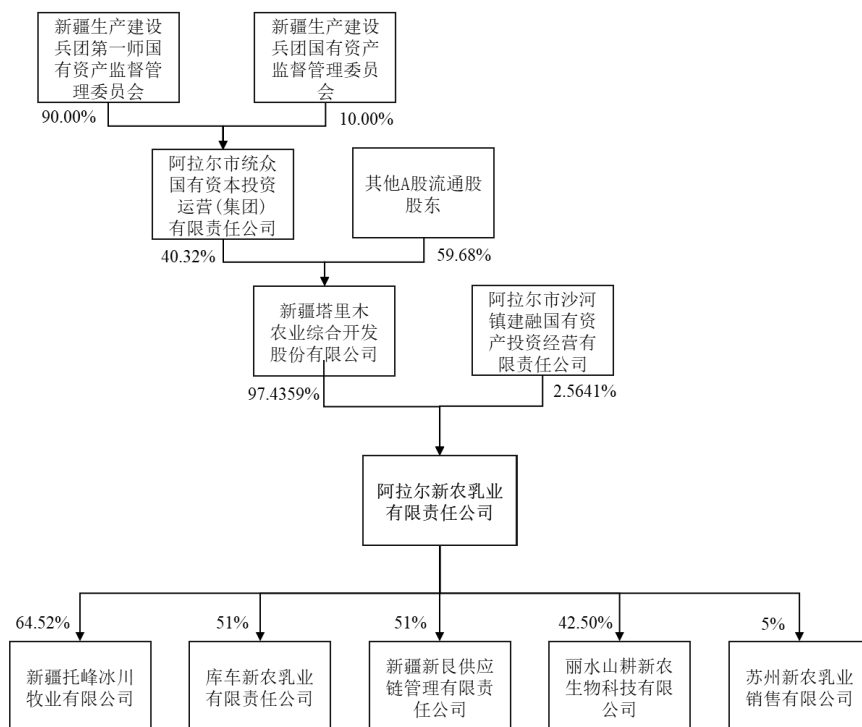 新疆生产建设
兵团第一师国
有资产监督管
理委员会
新疆生产建设
兵团国有资产
监督管理委员
会
90.00%
10.00%
阿拉尔市统众
国有资本投资
运营(集团)
有限责任公司
其他A股流通股
股东
40.32%
59.68%
新疆塔里木
农业综合开发
股份有限公司
阿拉尔市沙河
镇建融国有资
产投资经营有
限责任公司
97.4359%
2.5641%
阿拉尔新农乳业
有限责任公司
64.52%
51%
51%
42.50%
5%
新疆托峰冰川
牧业有限公司
库车新农乳业
有限责任公司
新疆新艮供应
链管理有限责
任公司
丽水山耕新农
生物科技有限公
司
苏州新农乳业
销售有限公司